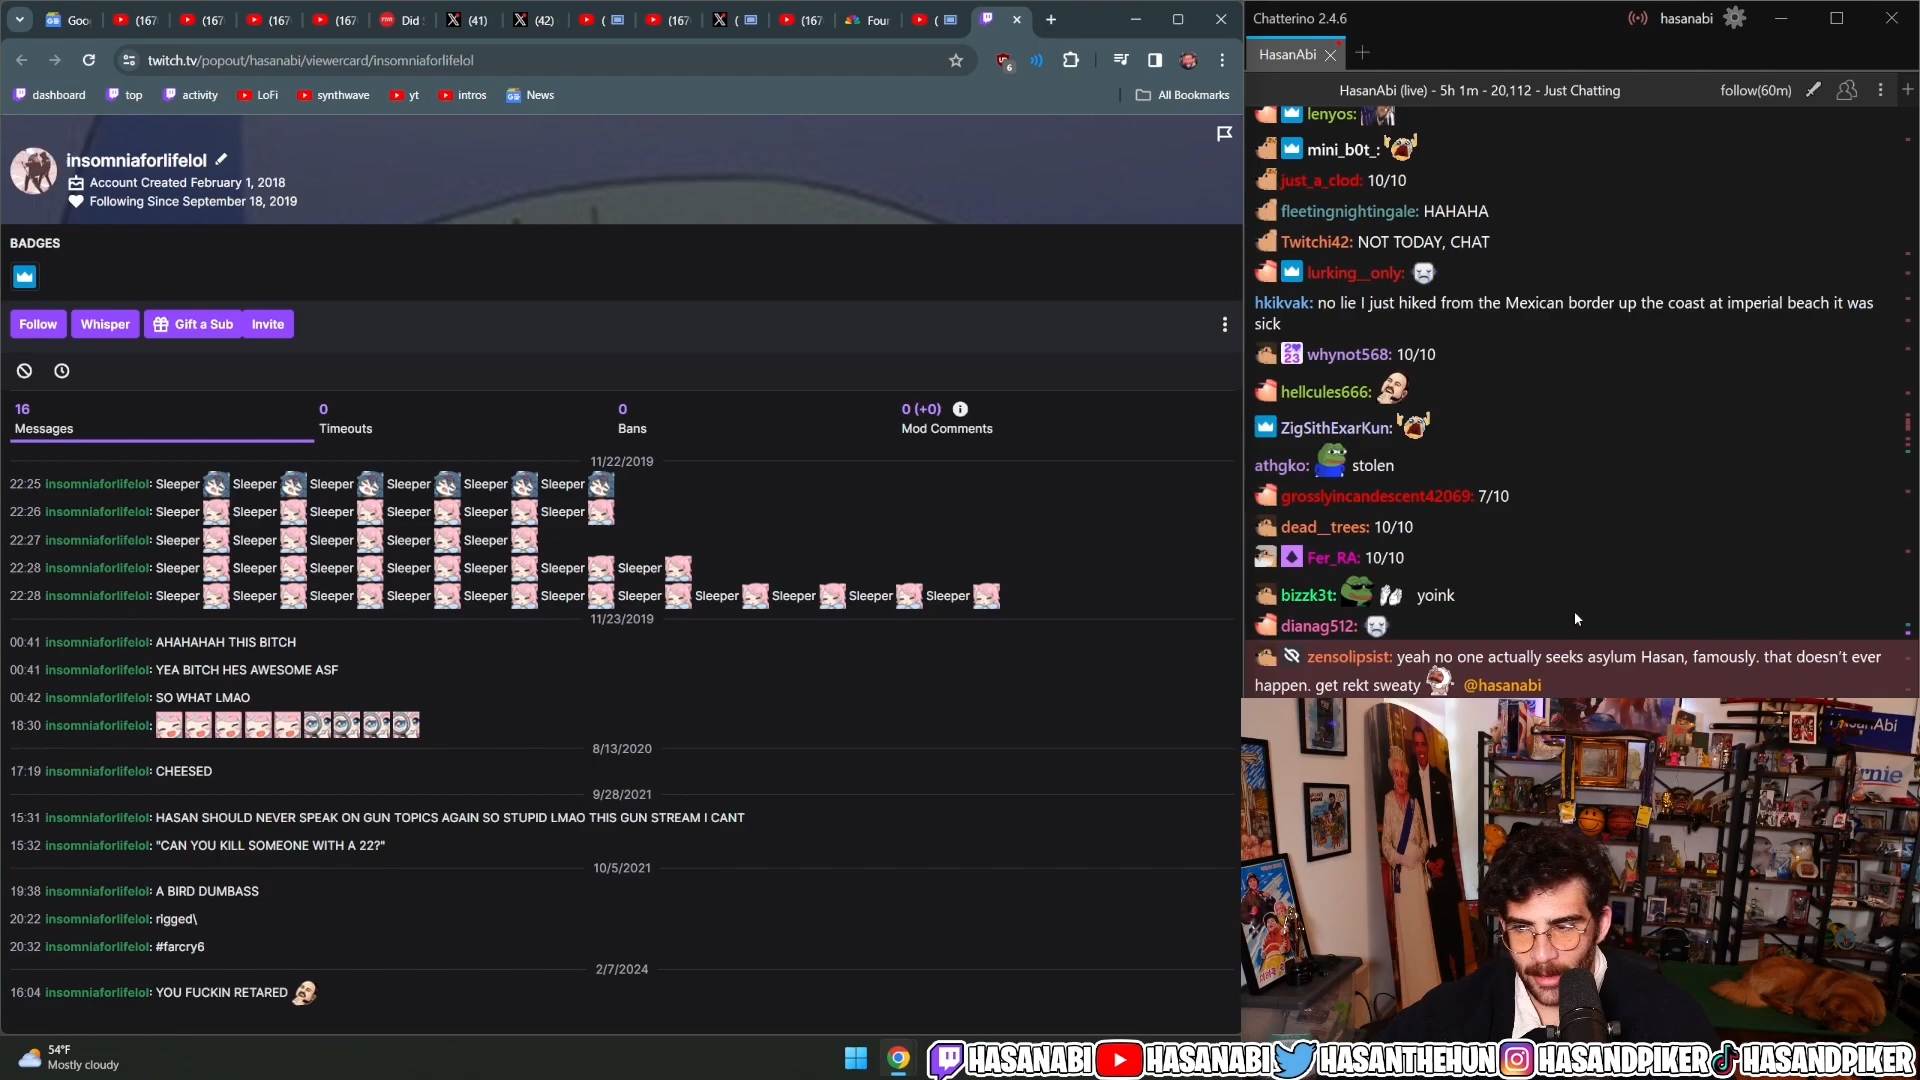 Goo
(167
(167
(167
(167
Did
(41)
(42)
(
(167
(
(167
Four
(
twitch.tv/popout/hasanabi/viewercard/insomniaforlifelol
6
dashboard
top
activity
LoFi
synthwave
yt
intros
News
All Bookmarks
insomniaforlifelol
Account Created February 1, 2018
Following Since September 18, 2019
BADGES
Follow
Whisper
Gift a Sub
Invite
16
Messages
0
Timeouts
0
Bans
0 (+0)
Mod Comments
11/22/2019
22:25 insomniaforlifelol: Sleeper Sleeper Sleeper Sleeper Sleeper Sleeper
22:26 insomniaforlifelol: Sleeper Sleeper Sleeper Sleeper Sleeper Sleeper
22:27 insomniaforlifelol: Sleeper Sleeper Sleeper Sleeper Sleeper
22:28 insomniaforlifelol: Sleeper Sleeper Sleeper Sleeper Sleeper Sleeper Sleeper
22:28 insomniaforlifelol: Sleeper Sleeper Sleeper Sleeper Sleeper Sleeper Sleeper Sleeper Sleeper Sleeper Sleeper
11/23/2019
00:41 insomniaforlifelol: AHAHAHAH THIS BITCH
00:41 insomniaforlifelol: YEA BITCH HES AWESOME ASF
00:42 insomniaforlifelol: SO WHAT LMAO
18:30 insomniaforlifelol:
8/13/2020
17:19 insomniaforlifelol: CHEESED
9/28/2021
15:31 insomniaforlifelol: HASAN SHOULD NEVER SPEAK ON GUN TOPICS AGAIN SO STUPID LMAO THIS GUN STREAM I CANT
15:32 insomniaforlifelol: "CAN YOU KILL SOMEONE WITH A 22?"
10/5/2021
19:38 insomniaforlifelol: A BIRD DUMBASS
20:22 insomniaforlifelol: rigged\
20:32 insomniaforlifelol: #farcry6
2/7/2024
16:04 insomniaforlifelol: YOU FUCKIN RETARED
54°F
Mostly cloudy
Chatterino 2.4.6
hasanabi
HasanAbi
HasanAbi (live) - 5h 1m - 20,112 - Just Chatting
follow(60m)
lenyos:
mini_b0t_:
just_a_clod: 10/10
fleetingnightingale: HAHAHA
Twitchi42: NOT TODAY, CHAT
lurking__only:
hkikvak: no lie I just hiked from the Mexican border up the coast at imperial beach it was
sick
whynot568: 10/10
hellcules666:
ZigSithExarKun:
athgko: stolen
grosslyincandescent42069: 7/10
dead__trees: 10/10
Fer_RA: 10/10
bizzk3t: yoink
dianag512:
zensolipsist: yeah no one actually seeks asylum Hasan, famously. that doesn't ever
happen. get rekt sweaty @hasanabi
HASANABI
HASANABI
HASANTHEHUN
HASANDPIKER
HASANDPIKER